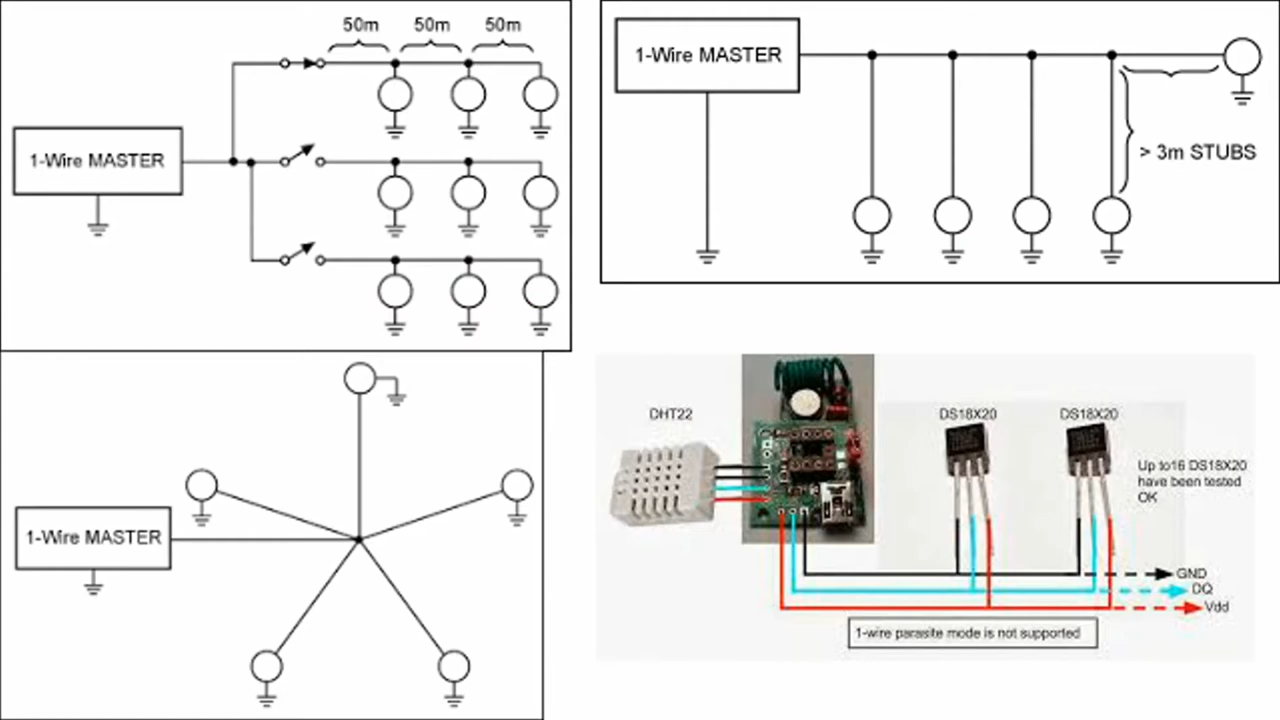 50m 50m 50m
1-Wire MASTER
1-Wire MASTER
> 3m STUBS
1-Wire MASTER
DHT22
DS18X20
DS18X20
Up to16 DS18X20
have been tested
OK
GND
DQ
Vdd
1-wire parasite mode is not supported